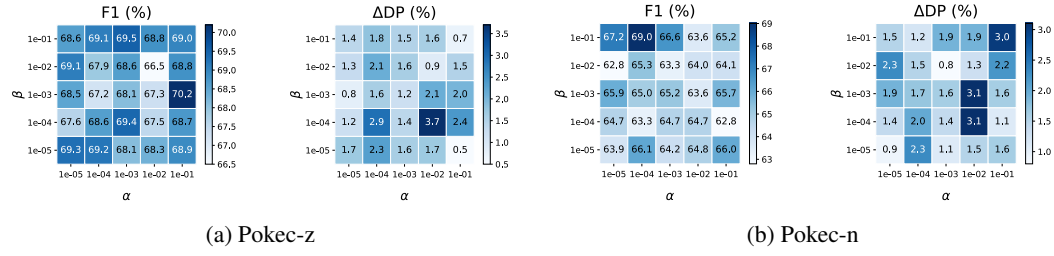 F1 (%)
1e-01 68.6 69.1 69.5 68.8 69.0
1e-02 69.1 67.9 68.6 66.5 68.8
1e-03 68.5 67.2 68.1 67.3 70.2
1e-04 67.6 68.6 69.4 67.5 68.7
1e-05 69.3 69.2 68.1 68.3 68.9
1e-05 1e-04 1e-03 1e-02 1e-01
β
α
70.0
69.5
69.0
68.5
68.0
67.5
67.0
66.5
ΔDP (%)
1e-01 1.4 1.8 1.5 1.6 0.7
1e-02 1.3 2.1 1.6 0.9 1.5
1e-03 0.8 1.6 1.2 2.1 2.0
1e-04 1.2 2.9 1.4 3.7 2.4
1e-05 1.7 2.3 1.6 1.7 0.5
1e-05 1e-04 1e-03 1e-02 1e-01
β
α
3.5
3.0
2.5
2.0
1.5
1.0
0.5
(a) Pokec-z
F1 (%)
1e-01 67.2 69.0 66.6 63.6 65.2
1e-02 62.8 65.3 63.3 64.0 64.1
1e-03 65.9 65.0 65.2 63.6 65.7
1e-04 64.7 63.3 64.7 64.7 62.8
1e-05 63.9 66.1 64.2 64.8 66.0
1e-05 1e-04 1e-03 1e-02 1e-01
β
α
69
68
67
66
65
64
63
ΔDP (%)
1e-01 1.5 1.2 1.9 1.9 3.0
1e-02 2.3 1.5 0.8 1.3 2.2
1e-03 1.9 1.7 1.6 3.1 1.6
1e-04 1.4 2.0 1.4 3.1 1.1
1e-05 0.9 2.3 1.1 1.5 1.6
1e-05 1e-04 1e-03 1e-02 1e-01
β
α
3.0
2.5
2.0
1.5
1.0
(b) Pokec-n